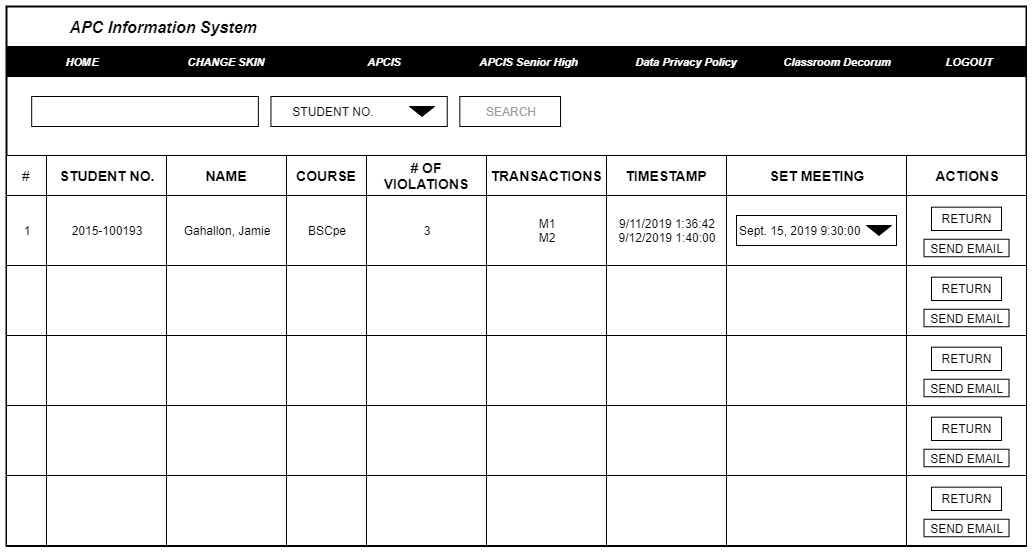 APC Information System
HOME CHANGE SKIN APCIS APCIS Senior High Data Privacy Policy Classroom Decorum LOGOUT
STUDENT NO. SEARCH
# STUDENT NO. NAME COURSE # OF VIOLATIONS TRANSACTIONS TIMESTAMP SET MEETING ACTIONS
1 2015-100193 Gahallon, Jamie BSCpe 3 M1 9/11/2019 1:36:42 Sept. 15, 2019 9:30:00 RETURN
M2 9/12/2019 1:40:00 SEND EMAIL
RETURN
SEND EMAIL
RETURN
SEND EMAIL
RETURN
SEND EMAIL
RETURN
SEND EMAIL